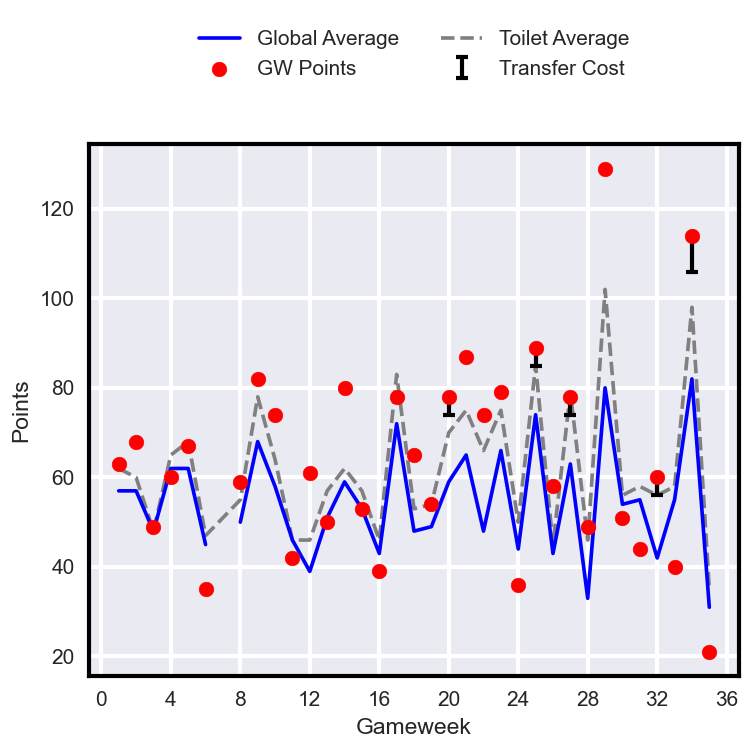 Global Average
Toilet Average
GW Points
Transfer Cost
120
100
80
60
40
20
Points
0 4 8 12 16 20 24 28 32 36
Gameweek